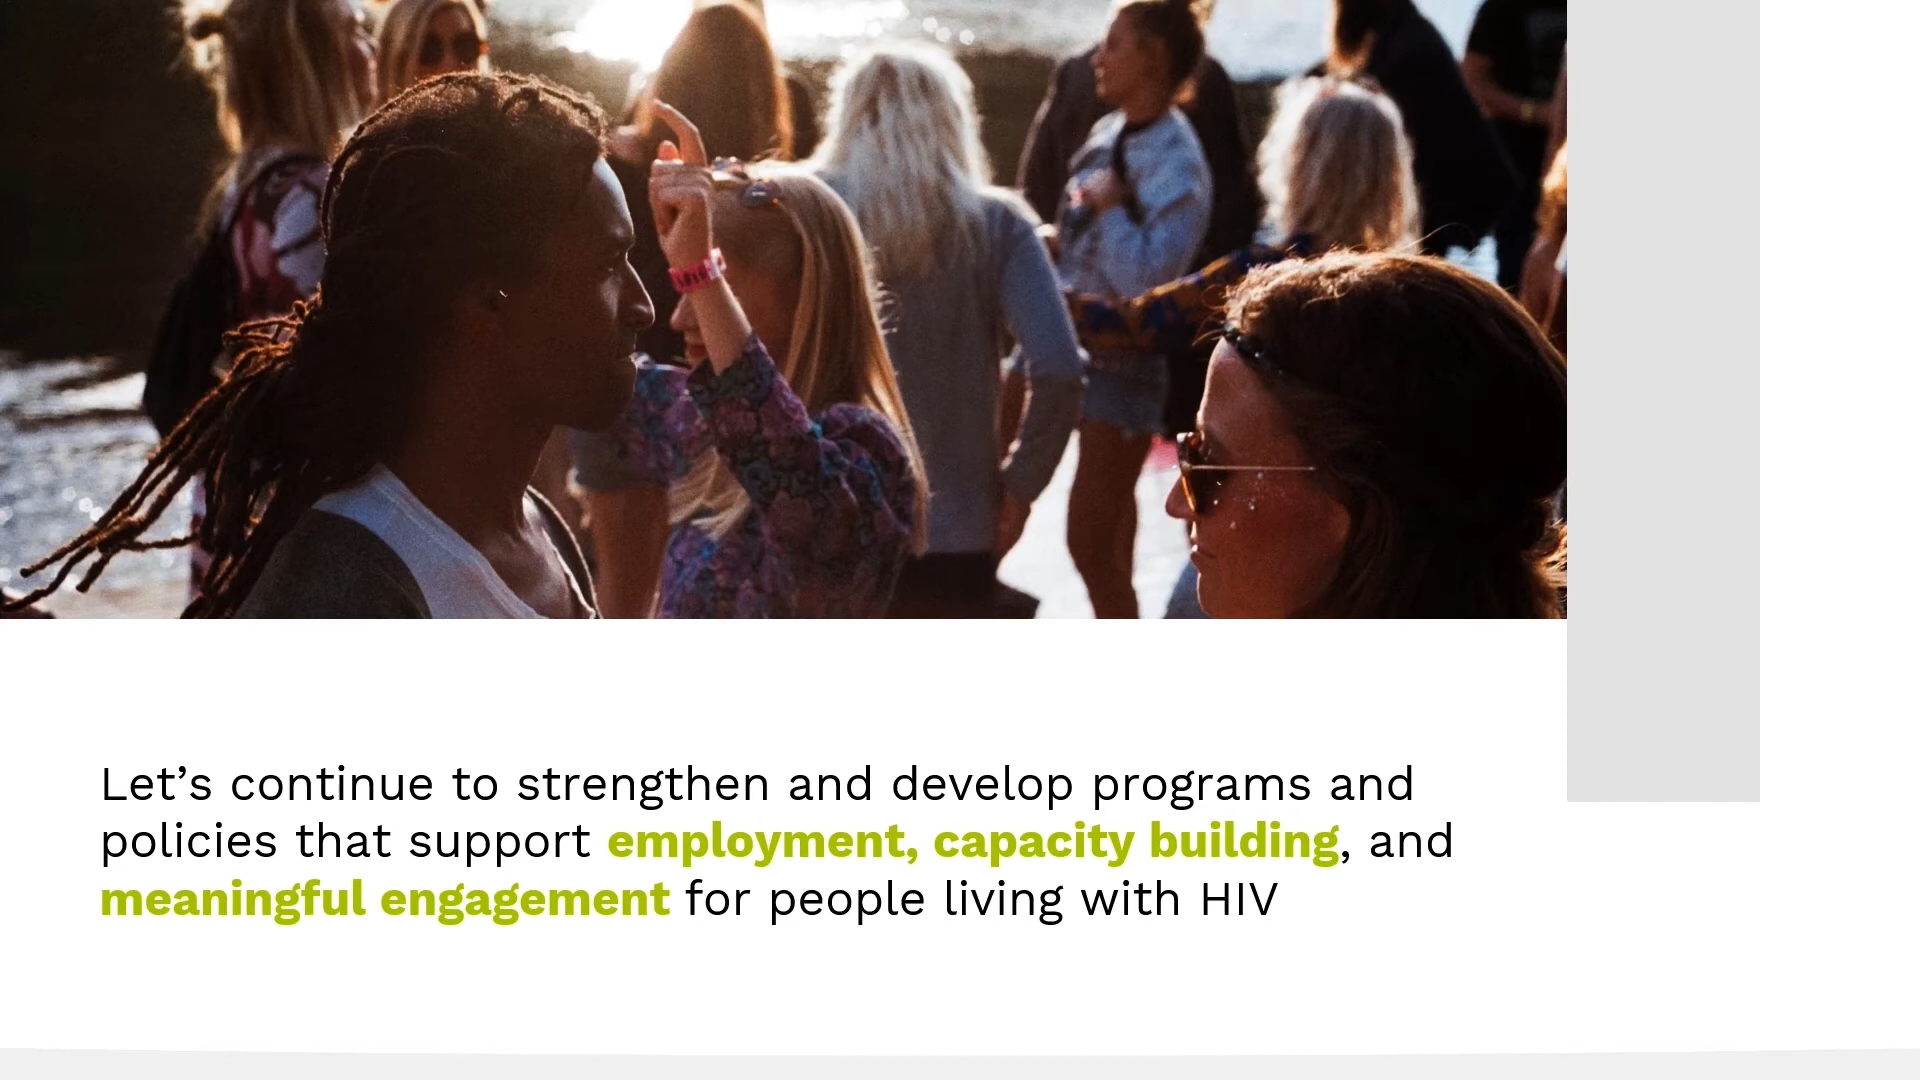 Let’s continue to strengthen and develop programs and
policies that support employment, capacity building, and
meaningful engagement for people living with HIV